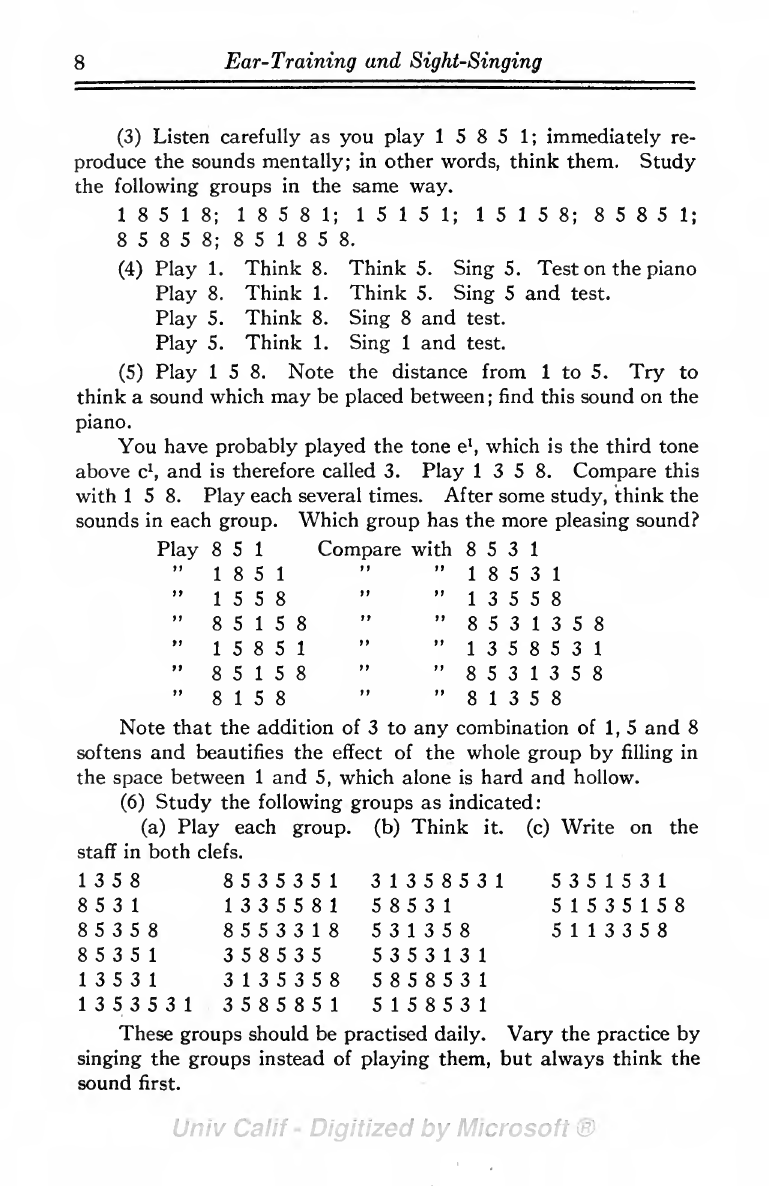 8 Ear-Training and Sight-Singing
(3) Listen carefully as you play 1 5 8 5 1; immediately re-
produce the sounds mentally; in other words, think them. Study
the following groups in the same way.
1 8 5 1 8; 1 8 5 8 1; 1 5 1 5 1; 1 5 1 5 8; 8 5 8 5 1;
8 5 8 5 8; 8 5 1 8 5 8.
(4) Play 1. Think 8. Think 5. Sing 5. Test on the piano
Play 8. Think 1. Think 5. Sing 5 and test.
Play 5. Think 8. Sing 8 and test.
Play 5. Think 1. Sing 1 and test.
(5) Play 1 5 8. Note the distance from 1 to 5. Try to
think a sound which may be placed between; find this sound on the
piano.
You have probably played the tone e¹, which is the third tone
above c¹, and is therefore called 3. Play 1 3 5 8. Compare this
with 1 5 8. Play each several times. After some study, think the
sounds in each group. Which group has the more pleasing sound?
Play 8 5 1 Compare with 8 5 3 1
" 1 8 5 1 " " 1 8 5 3 1
" 1 5 5 8 " " 1 3 5 5 8
" 8 5 1 5 8 " " 8 5 3 1 3 5 8
" 1 5 8 5 1 " " 1 3 5 8 5 3 1
" 8 5 1 5 8 " " 8 5 3 1 3 5 8
" 8 1 5 8 " " 8 1 3 5 8
Note that the addition of 3 to any combination of 1, 5 and 8
softens and beautifies the effect of the whole group by filling in
the space between 1 and 5, which alone is hard and hollow.
(6) Study the following groups as indicated:
(a) Play each group. (b) Think it. (c) Write on the
staff in both clefs.
1 3 5 8 8 5 3 5 3 5 1 3 1 3 5 8 5 3 1 5 3 5 1 5 3 1
8 5 3 1 1 3 3 5 5 8 1 5 8 5 3 1 5 1 5 3 5 1 5 8
8 5 3 5 8 8 5 5 3 3 1 8 5 3 1 3 5 8 5 1 1 3 3 5 8
8 5 3 5 1 3 5 8 5 3 5 5 3 5 3 1 3 1
1 3 5 3 1 3 1 3 5 3 5 8 5 8 5 8 5 3 1
1 3 5 3 5 3 1 3 5 8 5 8 5 1 5 1 5 8 5 3 1
These groups should be practised daily. Vary the practice by
singing the groups instead of playing them, but always think the
sound first.
Univ Calif - Digitized by Microsoft ®